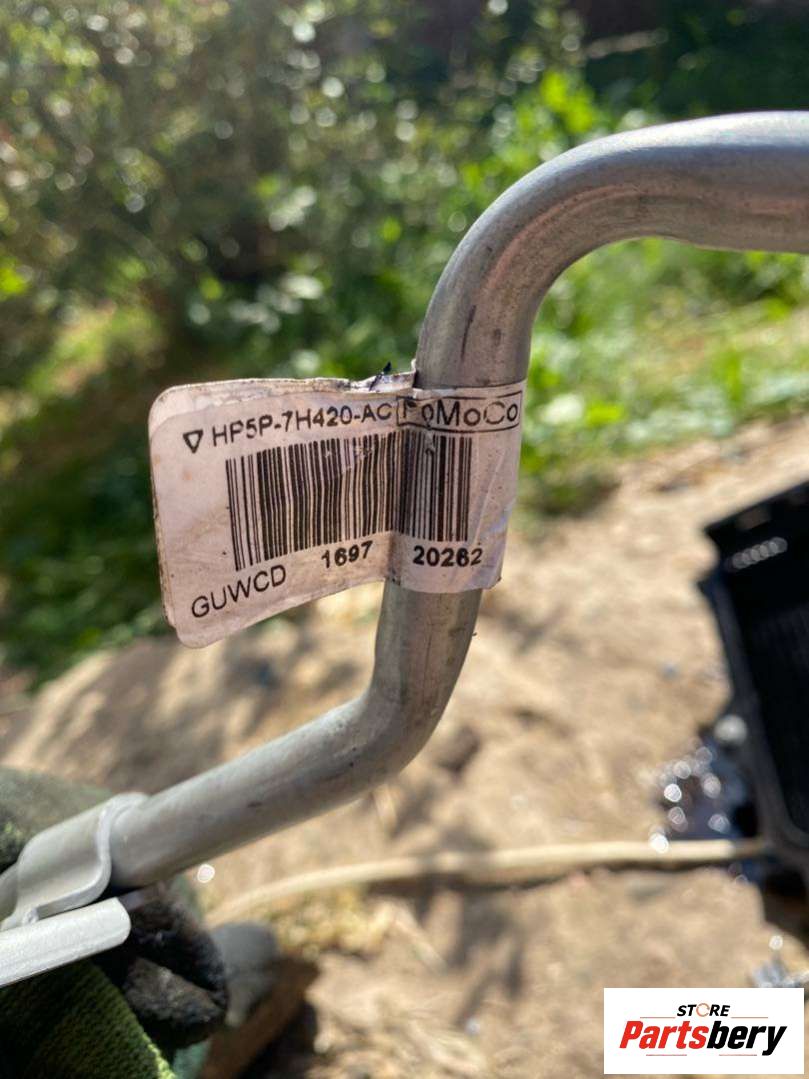 HP5P-7H420-AC FoMoCo
1697 20262
GUWCD
STORE
Partsbery